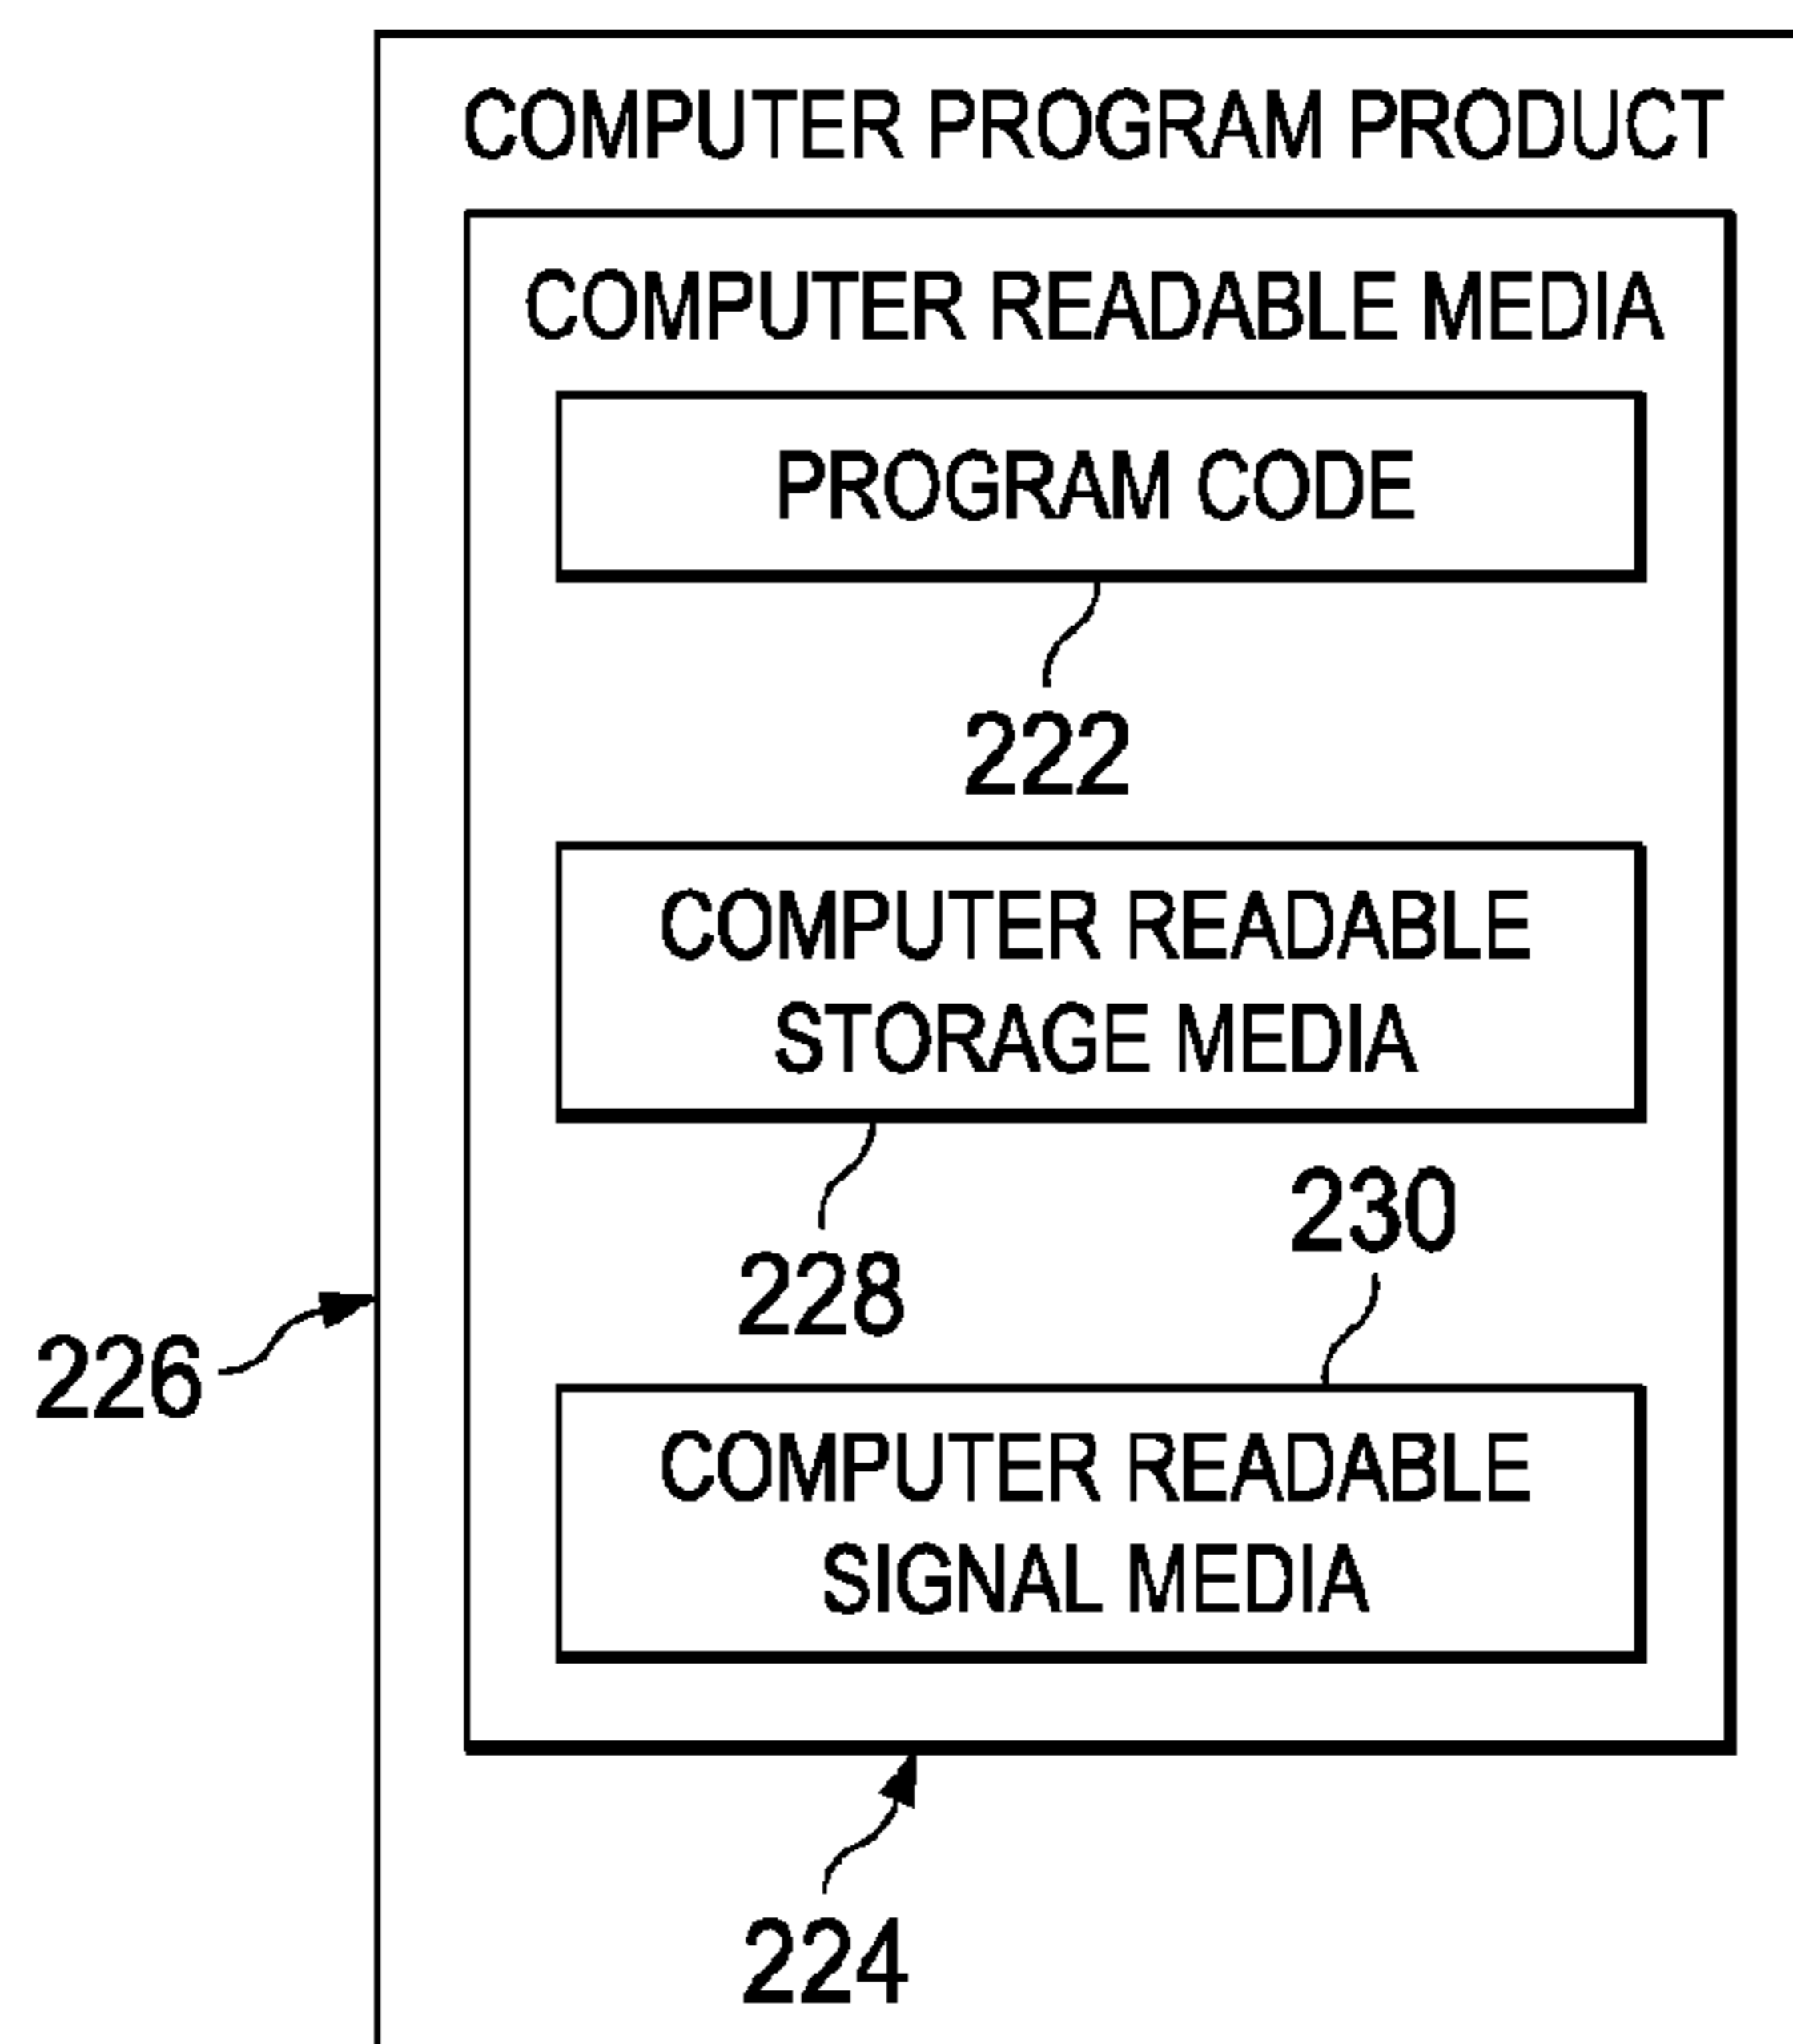 COMPUTER PROGRAM PRODUCT
COMPUTER READABLE MEDIA
PROGRAM CODE
222
COMPUTER READABLE
STORAGE MEDIA
230
228
226
COMPUTER READABLE
SIGNAL MEDIA
224